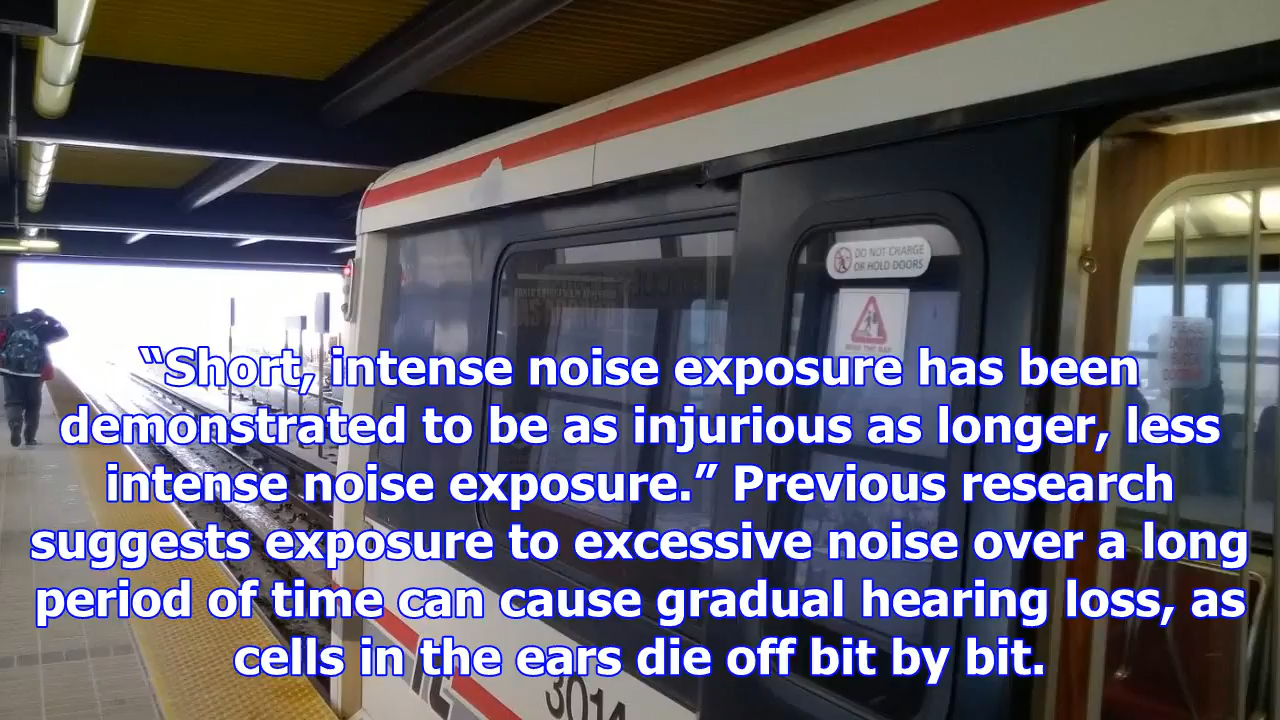 DO NOT CHARGE
OR HOLD DOORS
“Short, intense noise exposure has been
demonstrated to be as injurious as longer, less
intense noise exposure.” Previous research
suggests exposure to excessive noise over a long
period of time can cause gradual hearing loss, as
cells in the ears die off bit by bit.
3014